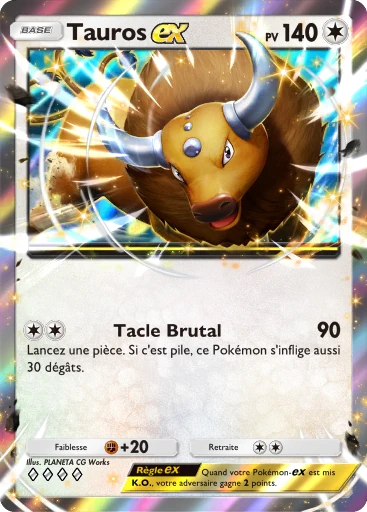 BASE
Tauros ex
PV 140
Tacle Brutal 90
Lancez une pièce. Si c'est pile, ce Pokémon s'inflige aussi
30 dégâts.
Faiblesse +20 Retraite
Illus. PLANETA CG Works
Règle ex Quand votre Pokémon-ex est mis
K.O., votre adversaire gagne 2 points.